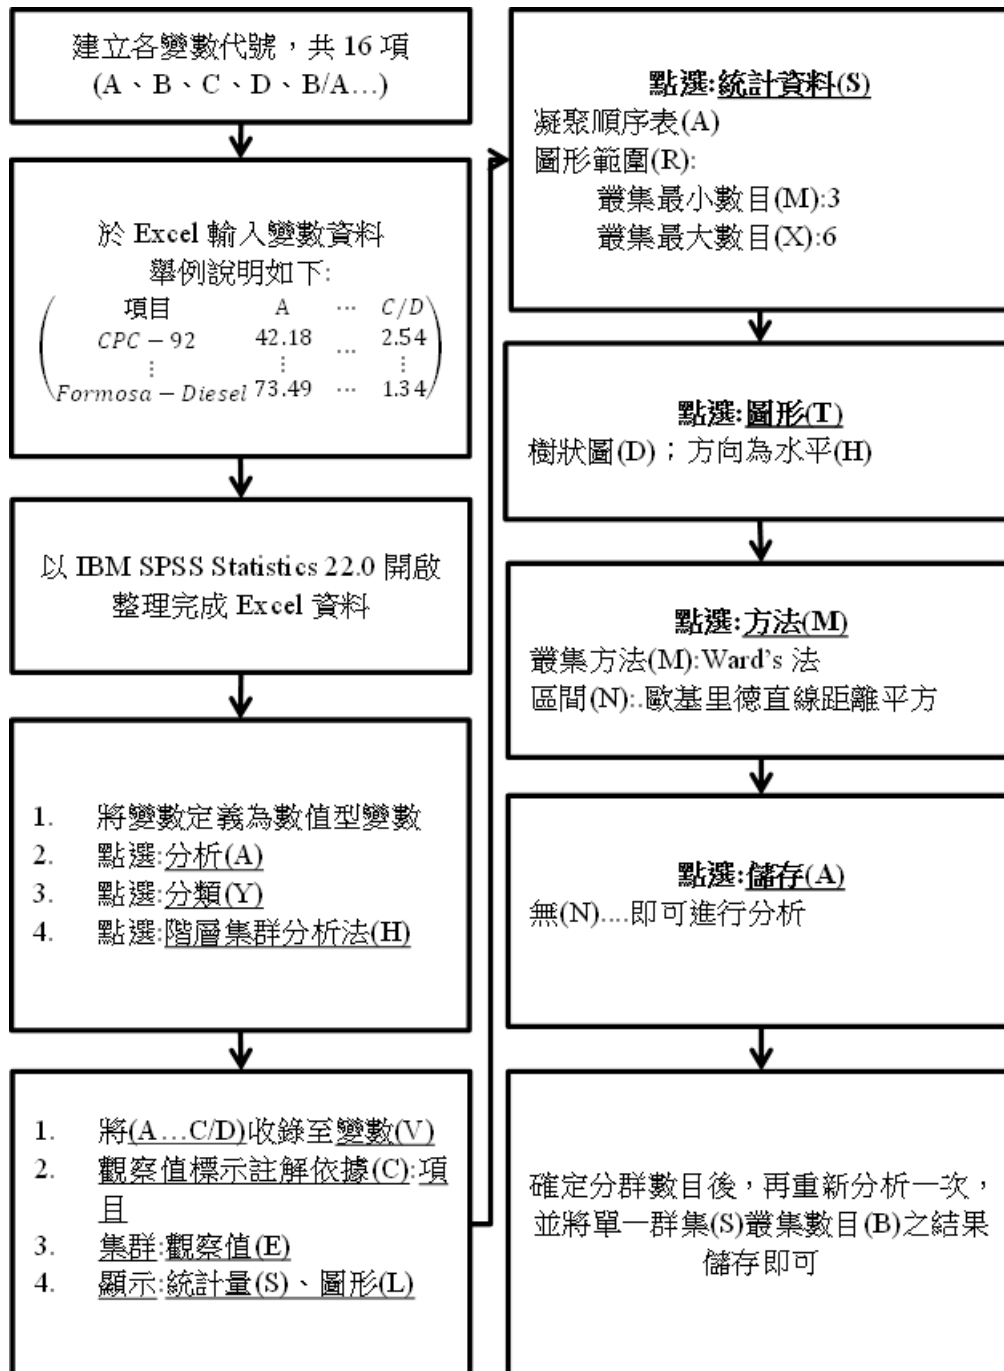 建立各變數代號，共 16 項
(A、B、C、D、B/A…)
於 Excel 輸入變數資料
舉例說明如下:
項目 A ⋯ C/D
CPC − 92 42.18 ⋯ 2.54
⋮ ⋮ ⋮
Formosa − Diesel 73.49 ⋯ 1.34
以 IBM SPSS Statistics 22.0 開啟
整理完成 Excel 資料
1. 將變數定義為數值型變數
2. 點選:分析(A)
3. 點選:分類(Y)
4. 點選:階層集群分析法(H)
1. 將(A…C/D)收錄至變數(V)
2. 觀察值標示註解依據(C):項
目
3. 集群:觀察值(E)
4. 顯示:統計量(S)、圖形(L)
點選:統計資料(S)
凝聚順序表(A)
圖形範圍(R):
叢集最小數目(M):3
叢集最大數目(X):6
點選:圖形(T)
樹狀圖(D)；方向為水平(H)
點選:方法(M)
叢集方法(M):Ward's 法
區間(N):.歐基里德直線距離平方
點選:儲存(A)
無(N)....即可進行分析
確定分群數目後，再重新分析一次，
並將單一群集(S)叢集數目(B)之結果
儲存即可